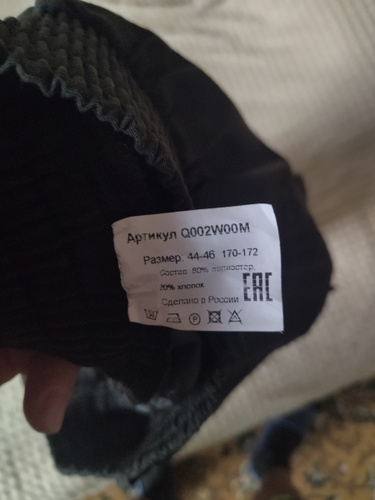 Артикул Q002W00M
Размер: 44-46 170-172
Состав: 80% полиэстер,
20% хлопок
Сделано в России
EAC